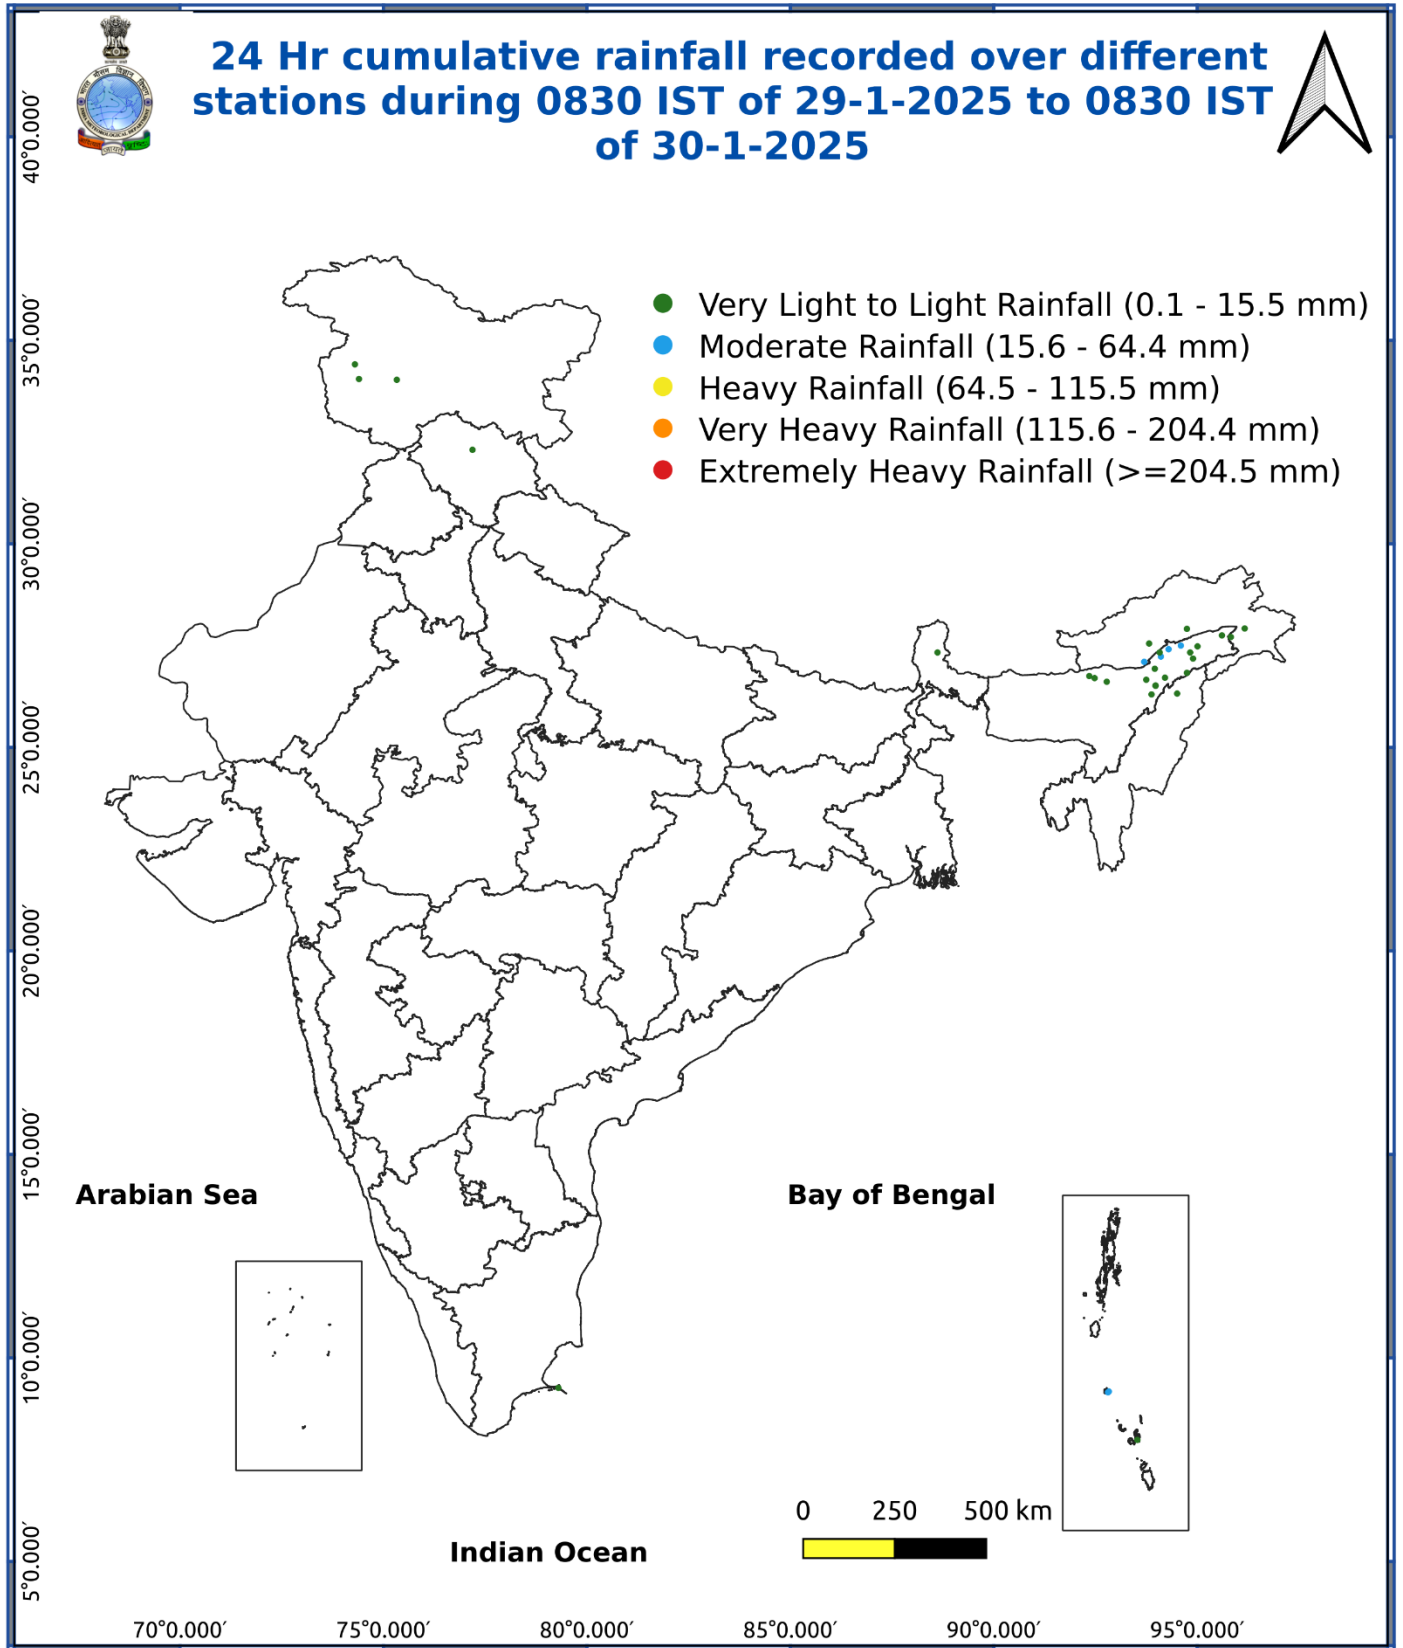 24 Hr cumulative rainfall recorded over different
stations during 0830 IST of 29-1-2025 to 0830 IST
of 30-1-2025
Very Light to Light Rainfall (0.1 - 15.5 mm)
Moderate Rainfall (15.6 - 64.4 mm)
Heavy Rainfall (64.5 - 115.5 mm)
Very Heavy Rainfall (115.6 - 204.4 mm)
Extremely Heavy Rainfall (>=204.5 mm)
40°0.000′
35°0.000′
30°0.000′
25°0.000′
20°0.000′
15°0.000′
10°0.000′
5°0.000′
Arabian Sea
Bay of Bengal
0 250 500 km
Indian Ocean
70°0.000′ 75°0.000′ 80°0.000′ 85°0.000′ 90°0.000′ 95°0.000′